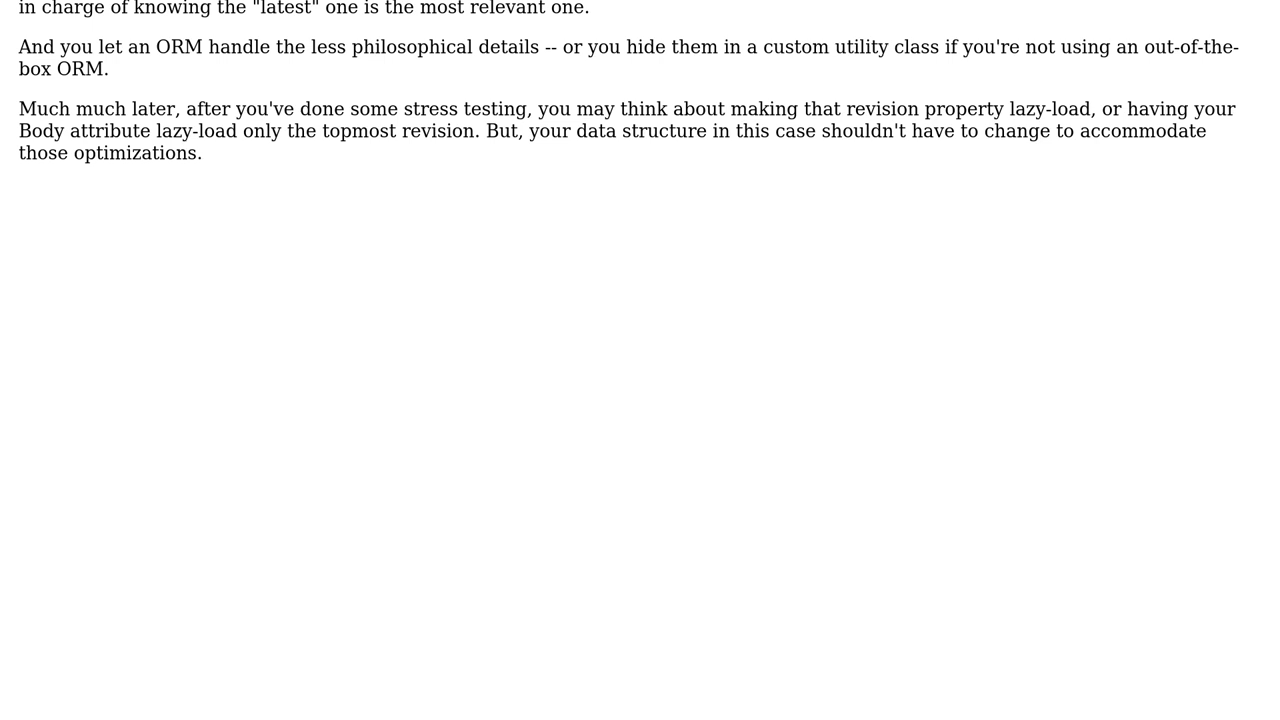 in charge of knowing the "latest" one is the most relevant one.
And you let an ORM handle the less philosophical details -- or you hide them in a custom utility class if you're not using an out-of-the-
box ORM.
Much much later, after you've done some stress testing, you may think about making that revision property lazy-load, or having your
Body attribute lazy-load only the topmost revision. But, your data structure in this case shouldn't have to change to accommodate
those optimizations.